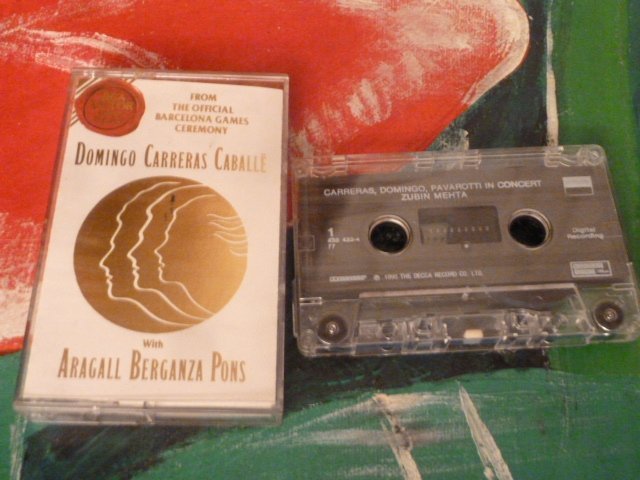 FROM
THE OFFICIAL
BARCELONA GAMES
CEREMONY
DOMINGO CARRERAS CABALLÉ
With
ARAGALL BERGANZA PONS
CARRERAS, DOMINGO, PAVAROTTI IN CONCERT
ZUBIN MEHTA
1
Digital
Recording
℗ 1990 THE DECCA RECORD CO. LTD.